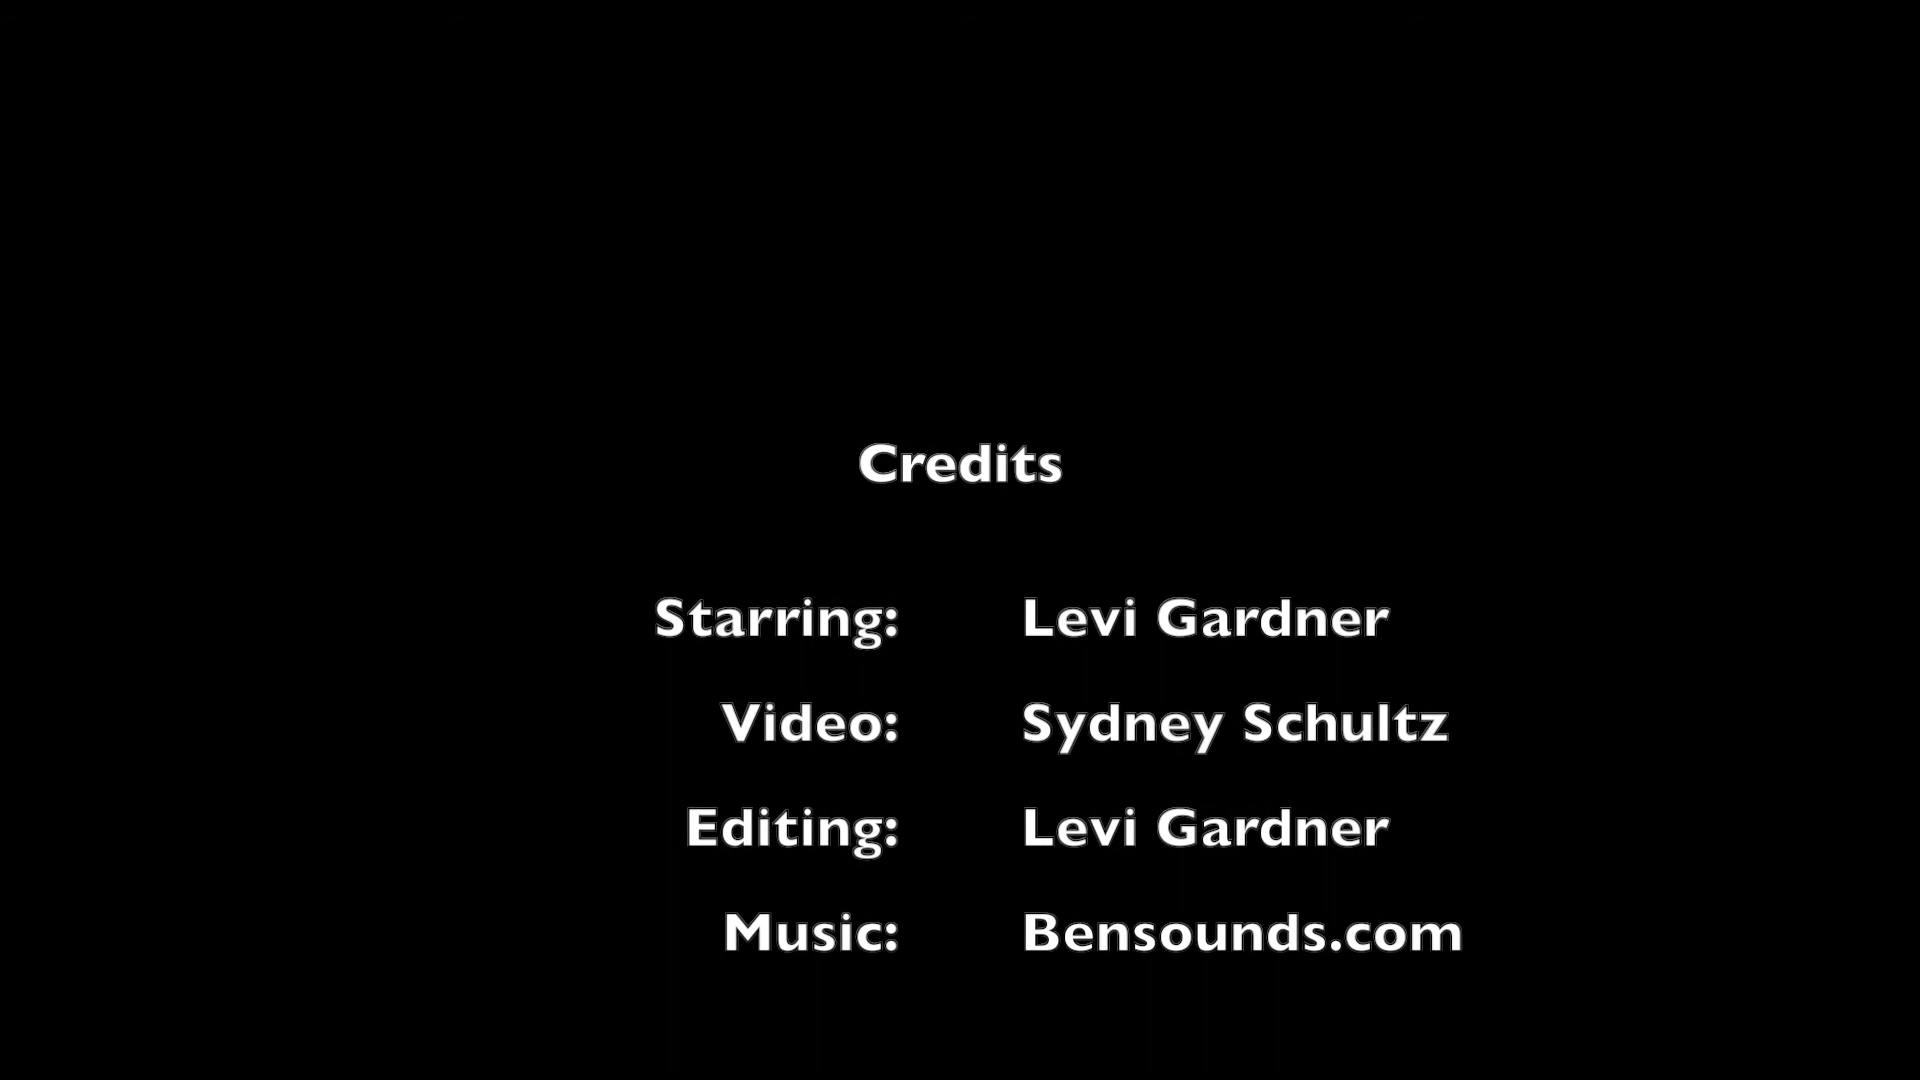 Credits
Starring: Levi Gardner
Video: Sydney Schultz
Editing: Levi Gardner
Music: Bensounds.com